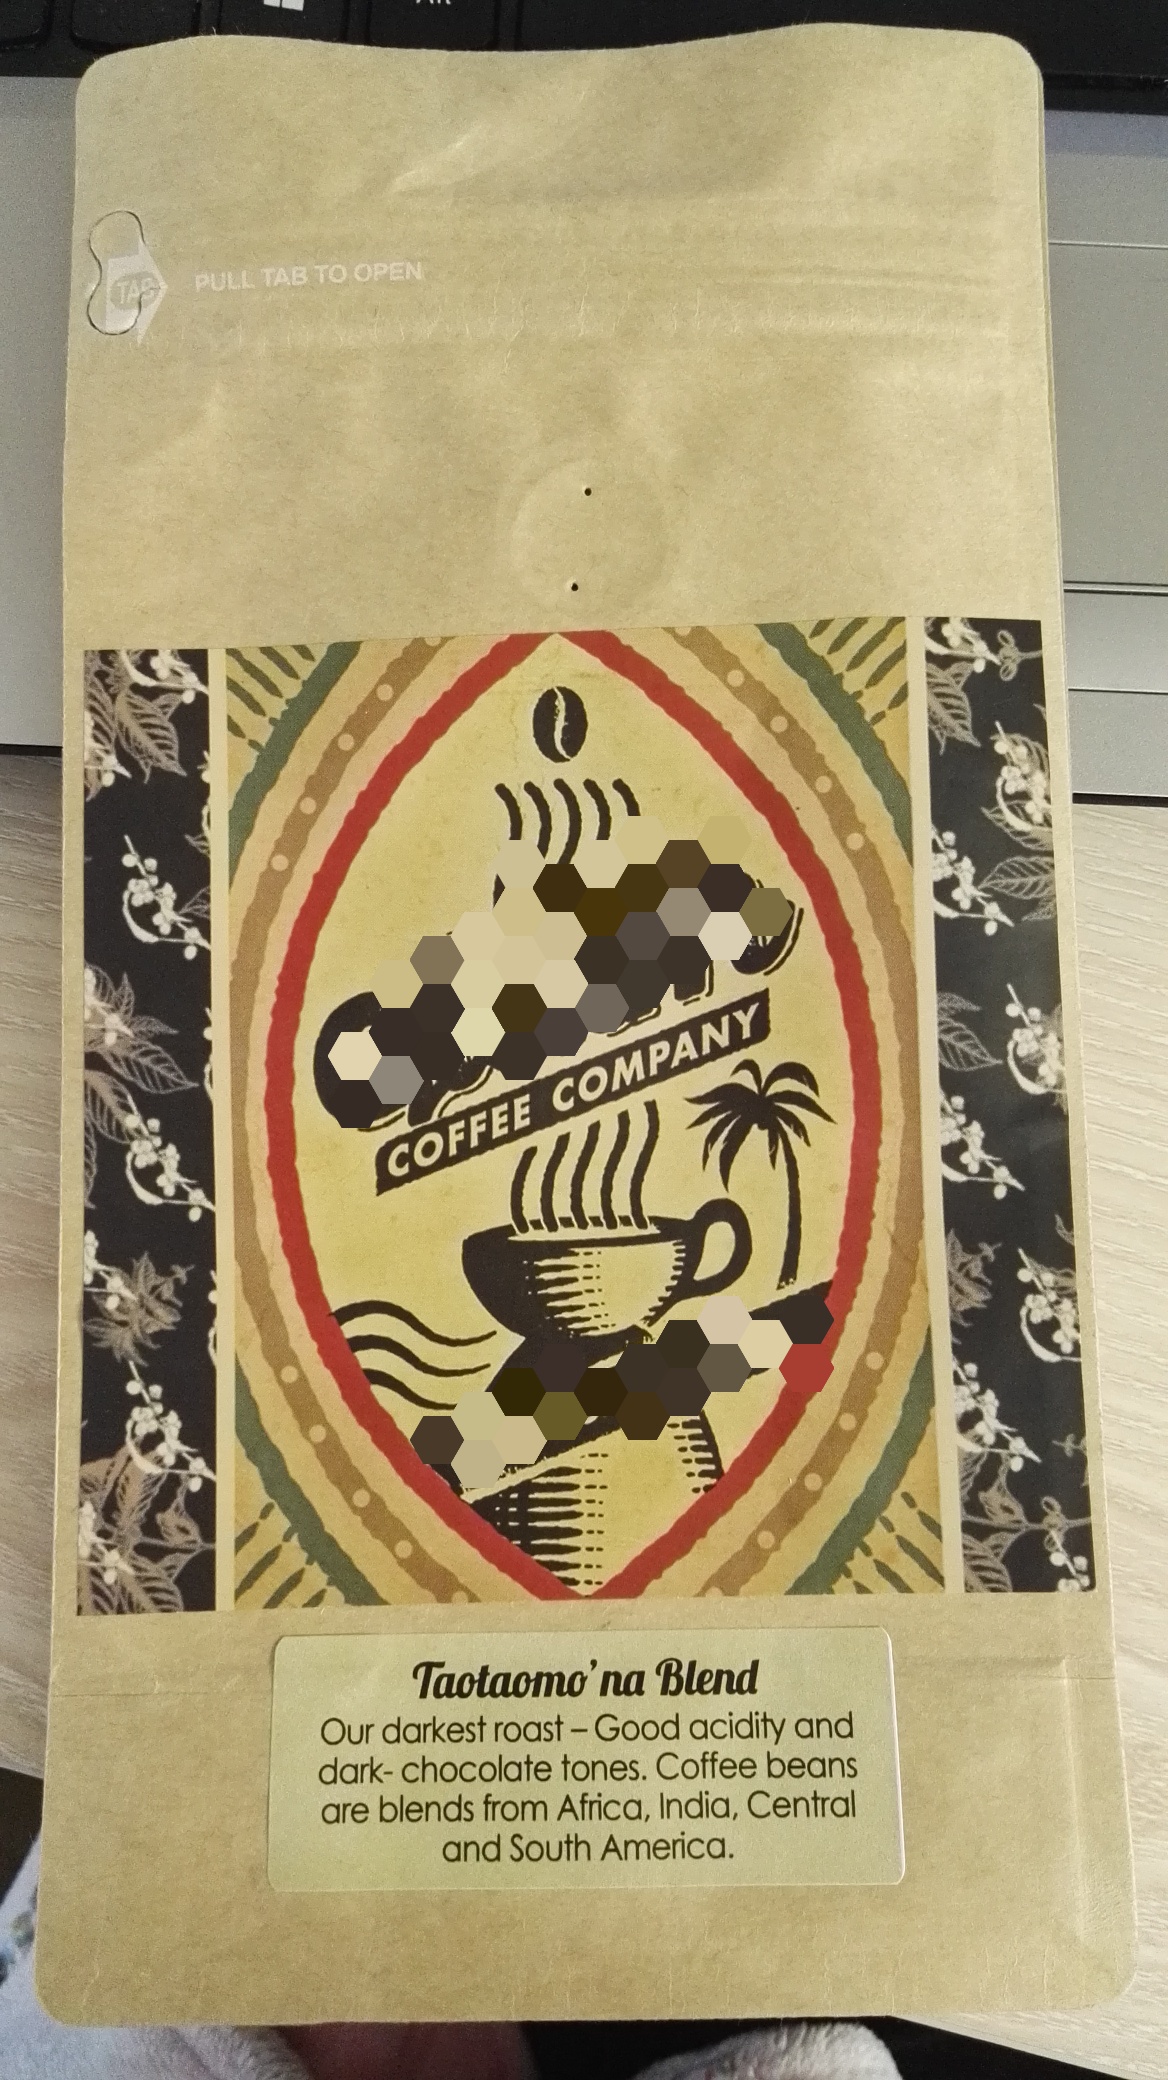 Alt
TAB
PULL TAB TO OPEN
COFFEE COMPANY
Taotaomo'na Blend
Our darkest roast – Good acidity and
dark- chocolate tones. Coffee beans
are blends from Africa, India, Central
and South America.